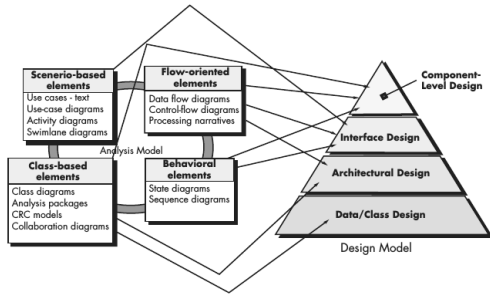 Scenerio-based
elements
Use cases - text
Use-case diagrams
Activity diagrams
Swimlane diagrams
Flow-oriented
elements
Data flow diagrams
Control-flow diagrams
Processing narratives
Analysis Model
Class-based
elements
Class diagrams
Analysis packages
CRC models
Collaboration diagrams
Behavioral
elements
State diagrams
Sequence diagrams
Component-
Level Design
Interface Design
Architectural Design
Data/Class Design
Design Model